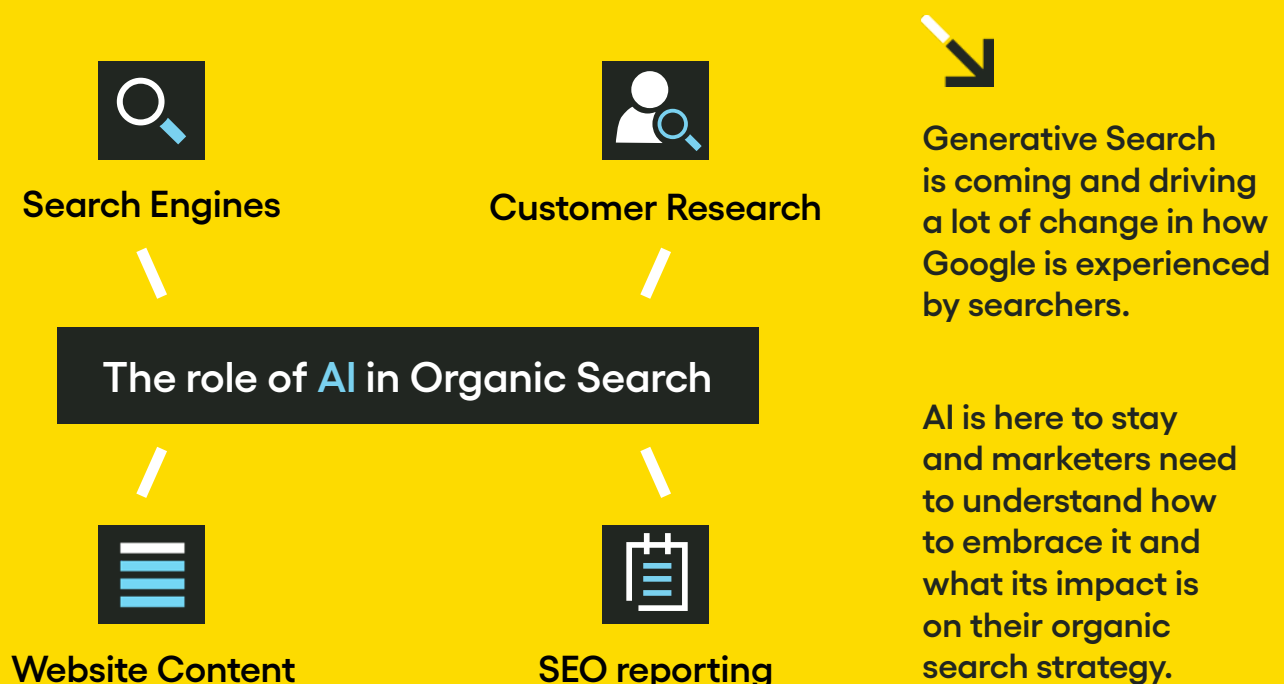 Search Engines
Customer Research
The role of AI in Organic Search
Website Content
SEO reporting
Generative Search
is coming and driving
a lot of change in how
Google is experienced
by searchers.
AI is here to stay
and marketers need
to understand how
to embrace it and
what its impact is
on their organic
search strategy.